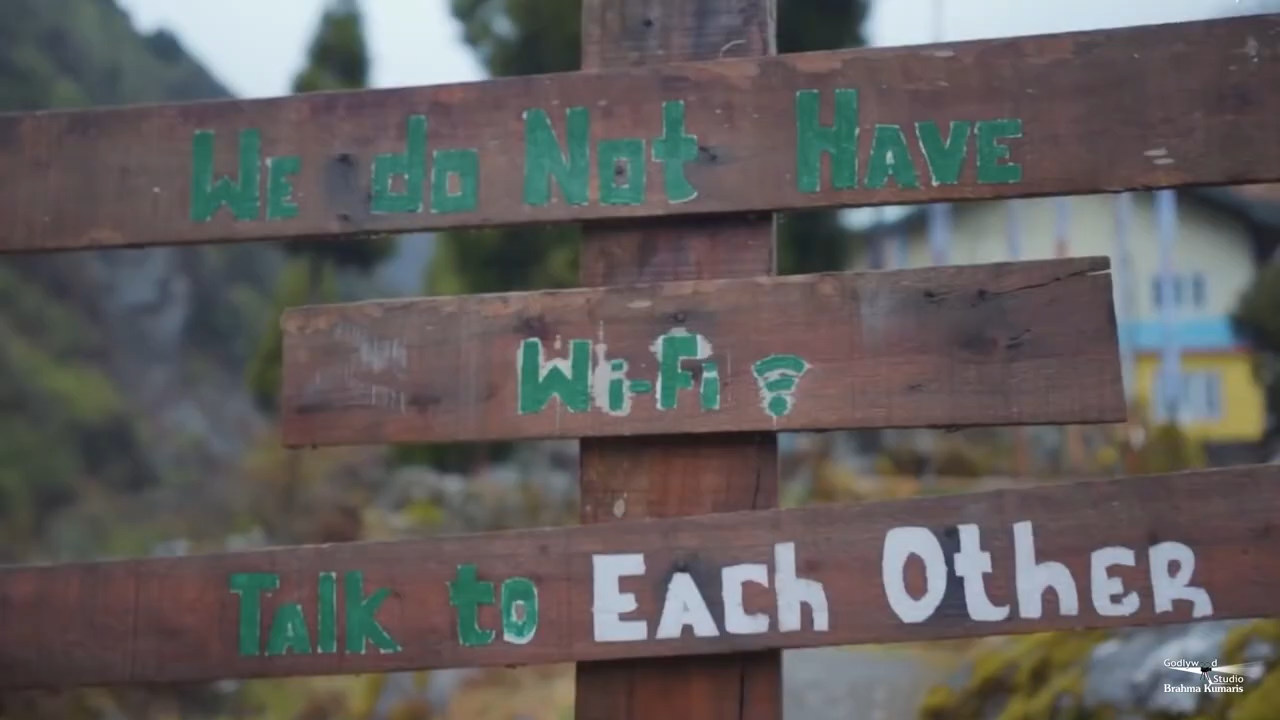 We do Not Have
Wi-Fi
Talk to Each Other
Godlywood Studio
Brahma Kumaris